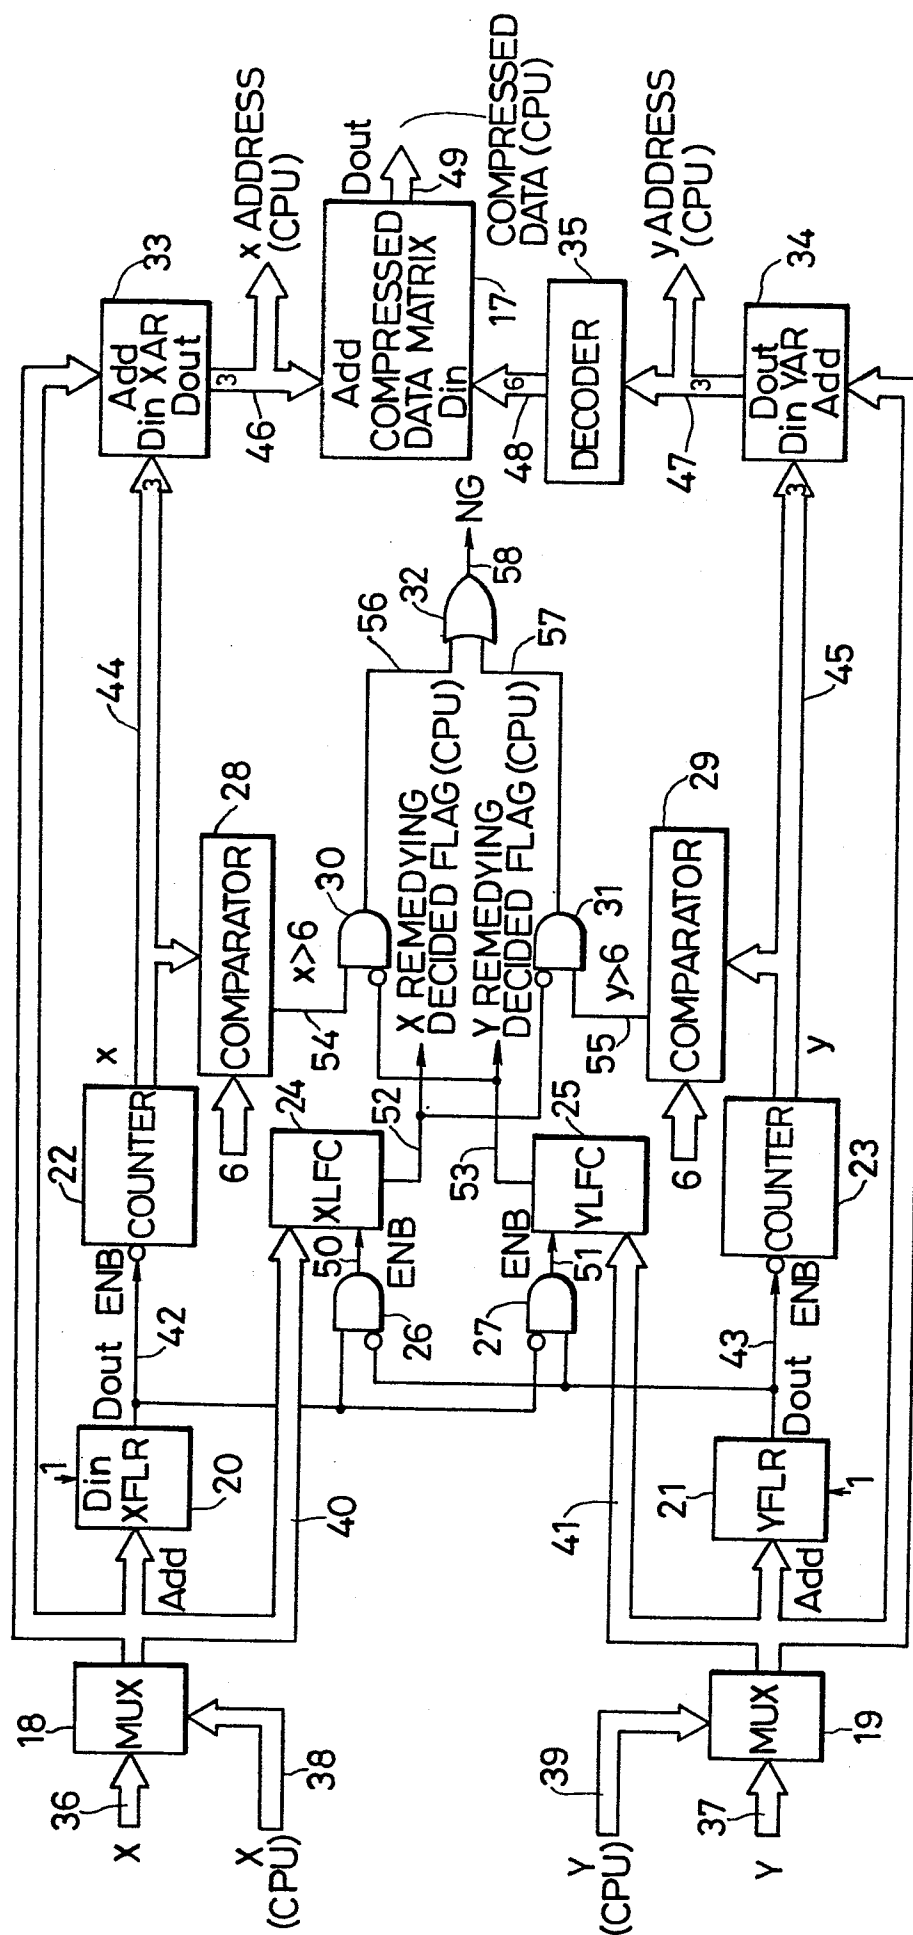 X
36
18
MUX
X
(CPU)
38
Add
1
Din
XFLR
20
Dout
42
ENB
22
COUNTER
x
44
3
33
Add
Din XAR
Dout
3
46
x ADDRESS
(CPU)
40
6
28
COMPARATOR
x>6
54
30
24
XLFC
50
ENB
26
52
X REMEDYING
DECIDED FLAG (CPU)
56
32
58
NG
57
Add
COMPRESSED
DATA MATRIX
Din
17
Dout
49
COMPRESSED
DATA (CPU)
Y REMEDYING
DECIDED FLAG (CPU)
53
25
YLFC
ENB
51
27
31
y>6
55
29
COMPARATOR
6
6
48
35
DECODER
47
3
y ADDRESS
(CPU)
34
Dout
Din YAR
Add
3
45
y
23
COUNTER
ENB
43
Dout
21
YFLR
1
Add
41
39
Y
(CPU)
MUX
19
37
Y